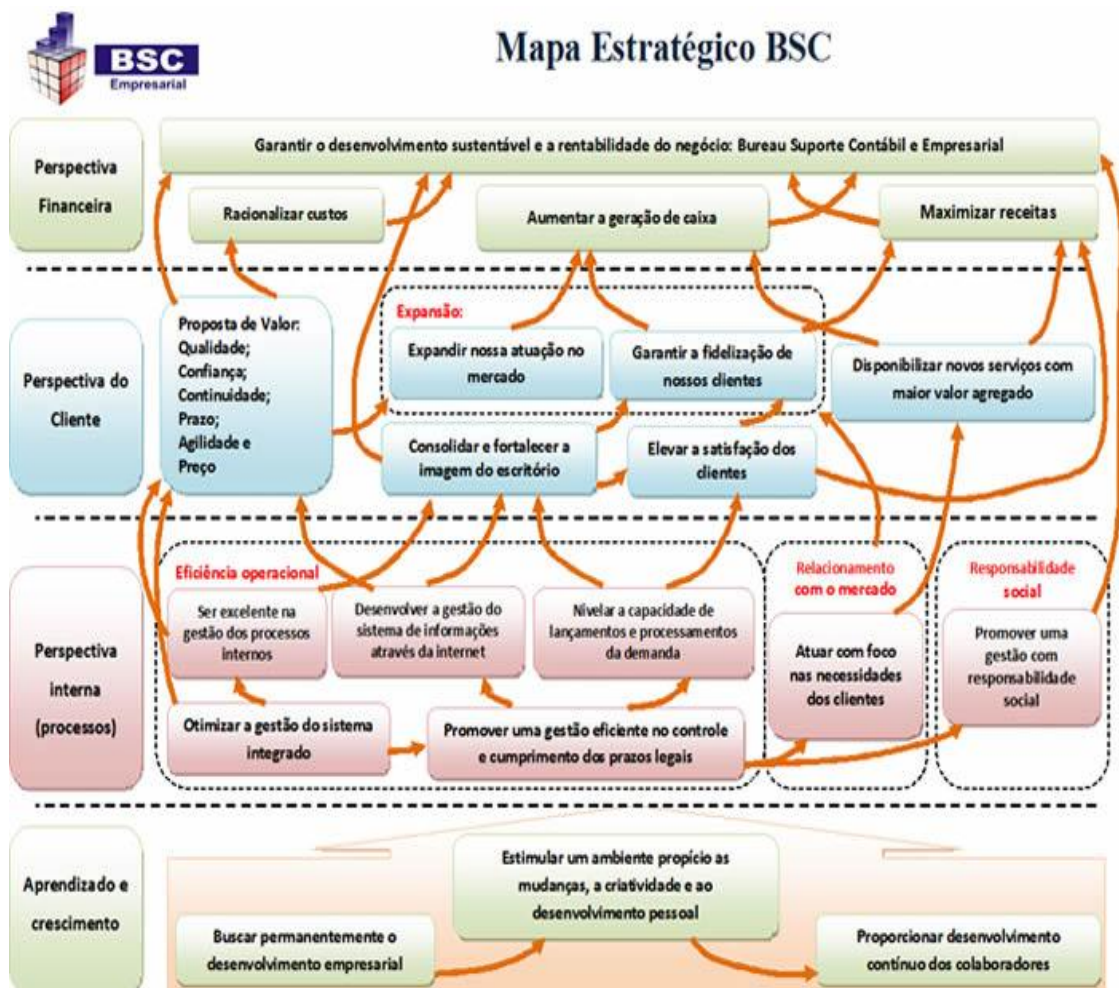 BSC
Empresarial
Mapa Estratégico BSC
Perspectiva
Financeira
Garantir o desenvolvimento sustentável e a rentabilidade do negócio: Bureau Suporte Contábil e Empresarial
Racionalizar custos
Aumentar a geração de caixa
Maximizar receitas
Perspectiva do
Cliente
Proposta de Valor:
Qualidade;
Confiança;
Continuidade;
Prazo;
Agilidade e
Preço
Expansão:
Expandir nossa atuação no
mercado
Garantir a fidelização de
nossos clientes
Disponibilizar novos serviços com
maior valor agregado
Consolidar e fortalecer a
imagem do escritório
Elevar a satisfação dos
clientes
Perspectiva
interna
(processos)
Eficiência operacional
Ser excelente na
gestão dos processos
internos
Desenvolver a gestão do
sistema de informações
através da internet
Nivelar a capacidade de
lançamentos e processamentos
da demanda
Otimizar a gestão do sistema
integrado
Promover uma gestão eficiente no controle
e cumprimento dos prazos legais
Relacionamento
com o mercado
Atuar com foco
nas necessidades
dos clientes
Responsabilidade
social
Promover uma
gestão com
responsabilidade
social
Aprendizado e
crescimento
Estimular um ambiente propício as
mudanças, a criatividade e ao
desenvolvimento pessoal
Buscar permanentemente o
desenvolvimento empresarial
Proporcionar desenvolvimento
contínuo dos colaboradores